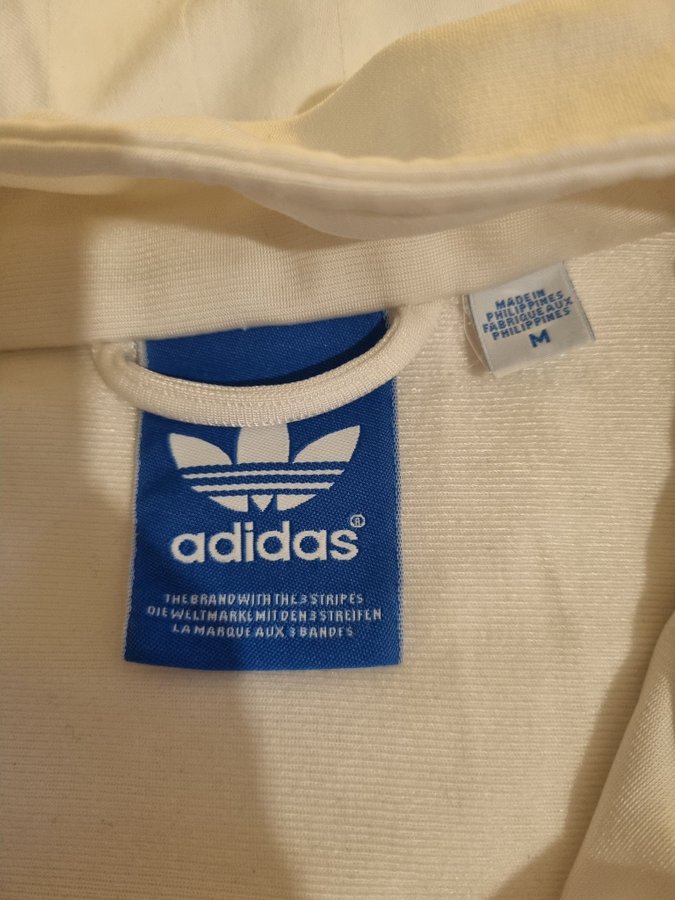 MADE IN
PHILIPPINES
FABRIQUE AUX
PHILIPPINES
M
adidas®
THE BRAND WITH THE 3 STRIPES
DIE WELTMARKE MIT DEN 3 STREIFEN
LA MARQUE AUX 3 BANDES